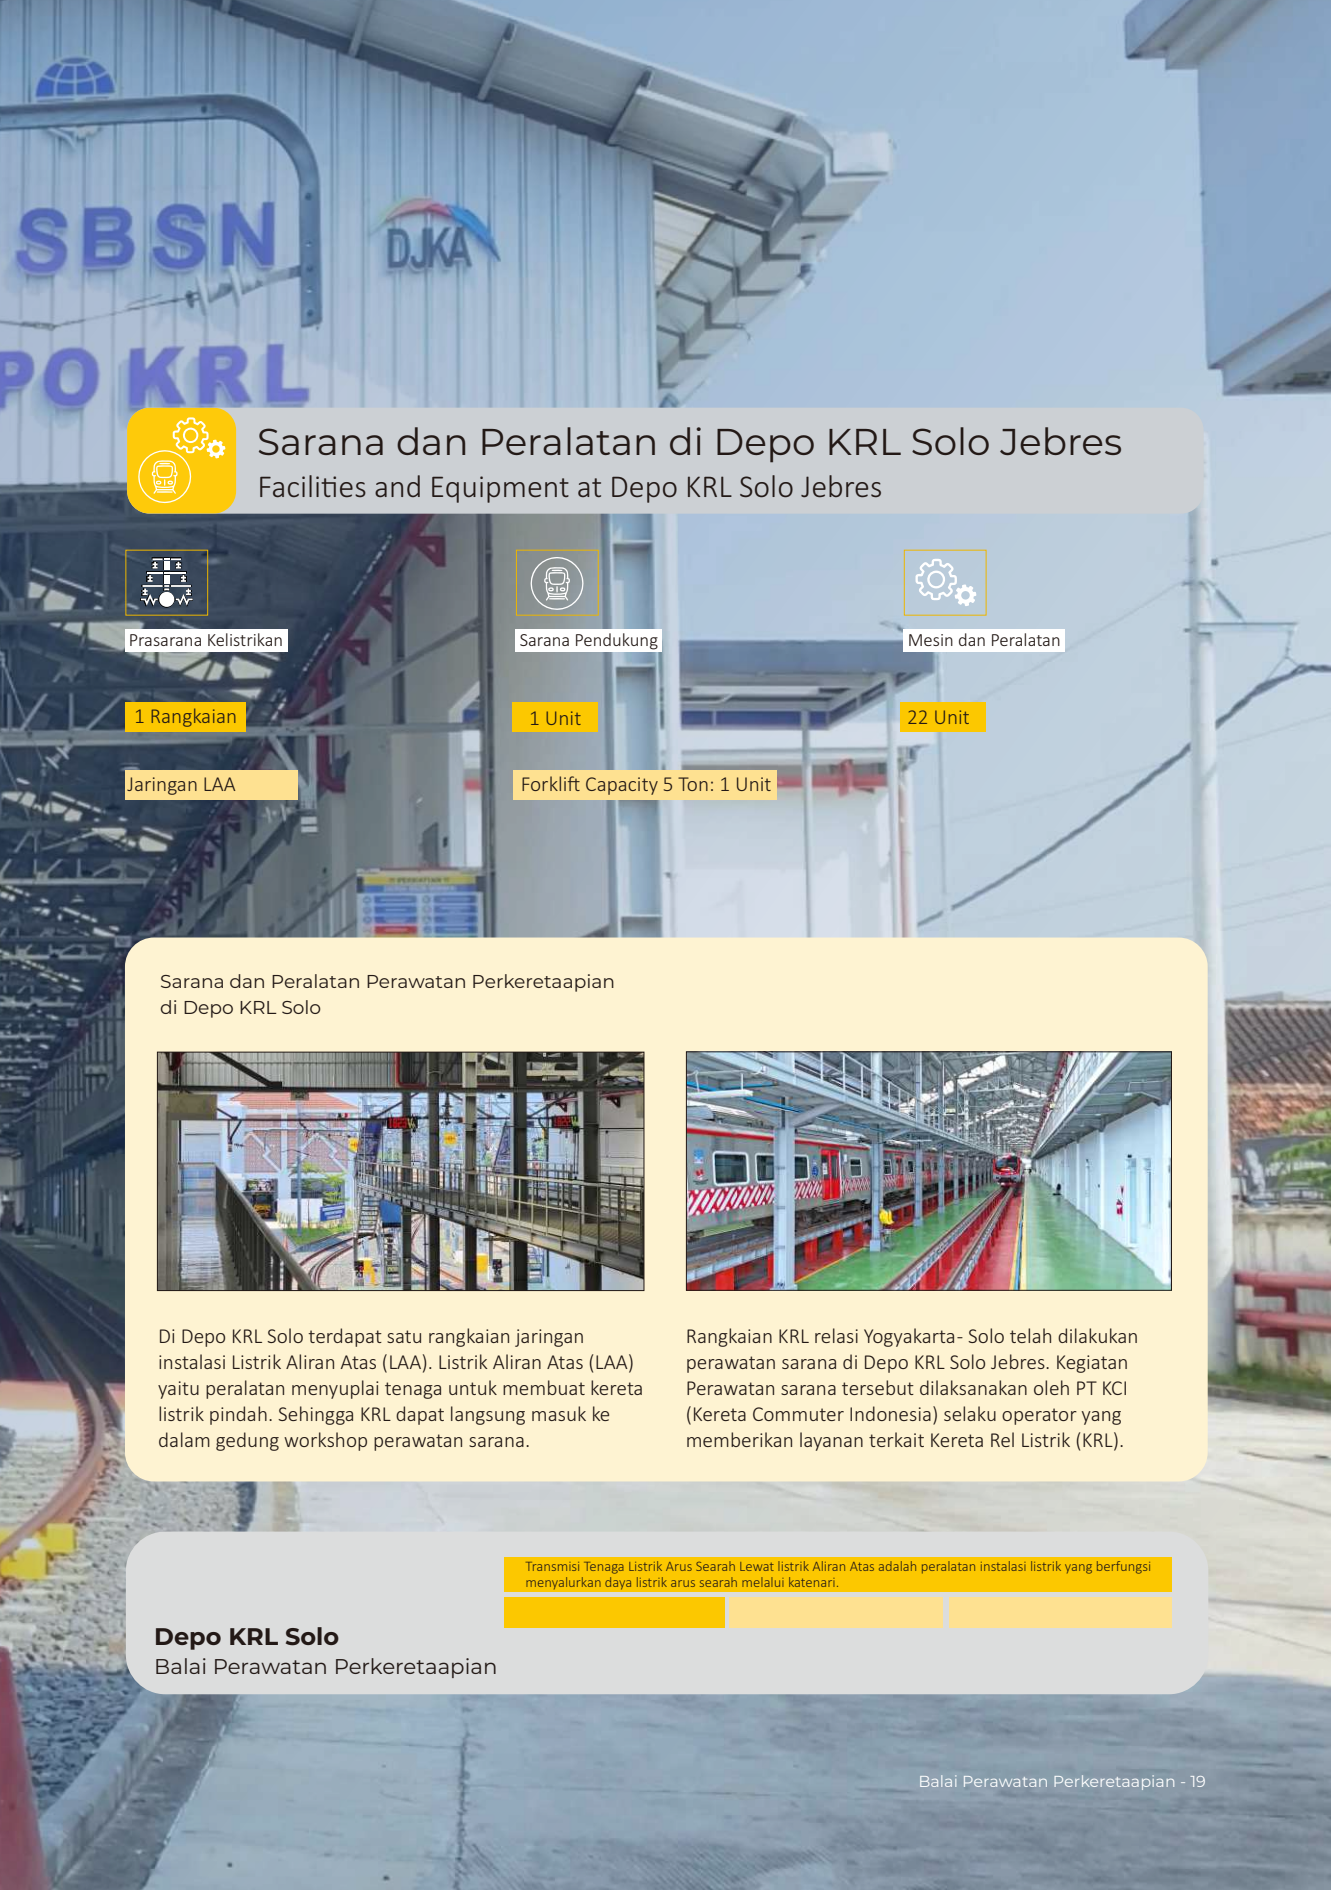 SBSN
DJKA
PO KRL
Sarana dan Peralatan di Depo KRL Solo Jebres
Facilities and Equipment at Depo KRL Solo Jebres
Prasarana Kelistrikan
Sarana Pendukung
Mesin dan Peralatan
1 Rangkaian
1 Unit
22 Unit
Jaringan LAA
Forklift Capacity 5 Ton: 1 Unit
Sarana dan Peralatan Perawatan Perkeretaapian
di Depo KRL Solo
Di Depo KRL Solo terdapat satu rangkaian jaringan
instalasi Listrik Aliran Atas (LAA). Listrik Aliran Atas (LAA)
yaitu peralatan menyuplai tenaga untuk membuat kereta
listrik pindah. Sehingga KRL dapat langsung masuk ke
dalam gedung workshop perawatan sarana.
Rangkaian KRL relasi Yogyakarta- Solo telah dilakukan
perawatan sarana di Depo KRL Solo Jebres. Kegiatan
Perawatan sarana tersebut dilaksanakan oleh PT KCI
(Kereta Commuter Indonesia) selaku operator yang
memberikan layanan terkait Kereta Rel Listrik (KRL).
Transmisi Tenaga Listrik Arus Searah Lewat listrik Aliran Atas adalah peralatan instalasi listrik yang berfungsi
menyalurkan daya listrik arus searah melalui katenari.
Depo KRL Solo
Balai Perawatan Perkeretaapian
Balai Perawatan Perkeretaapian - 19